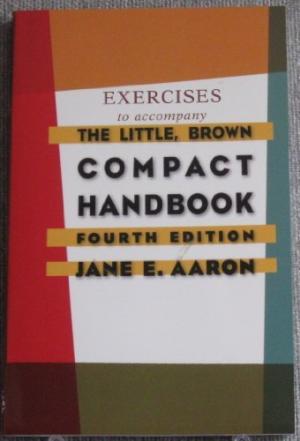 EXERCISES
to accompany
THE LITTLE, BROWN
COMPACT
HANDBOOK
FOURTH EDITION
JANE E. AARON